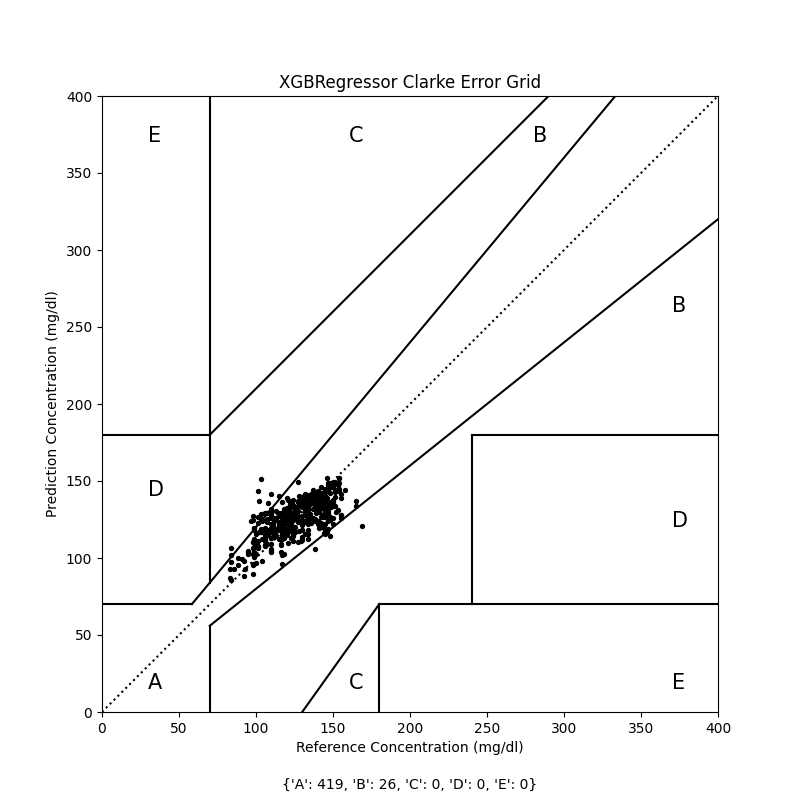 XGBRegressor Clarke Error Grid
400
350
300
250
200
150
100
50
0
Prediction Concentration (mg/dl)
E
C
B
B
D
D
A
C
E
0 50 100 150 200 250 300 350 400
Reference Concentration (mg/dl)
{'A': 419, 'B': 26, 'C': 0, 'D': 0, 'E': 0}